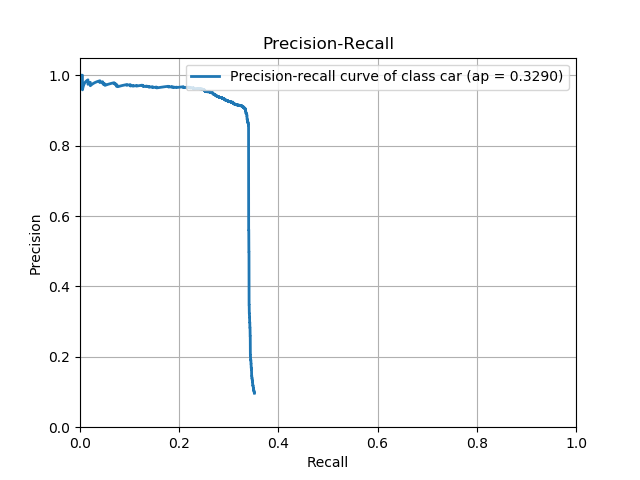 Precision-Recall
Precision-recall curve of class car (ap = 0.3290)
1.0
0.8
0.6
0.4
0.2
0.0
Precision
0.0 0.2 0.4 0.6 0.8 1.0
Recall